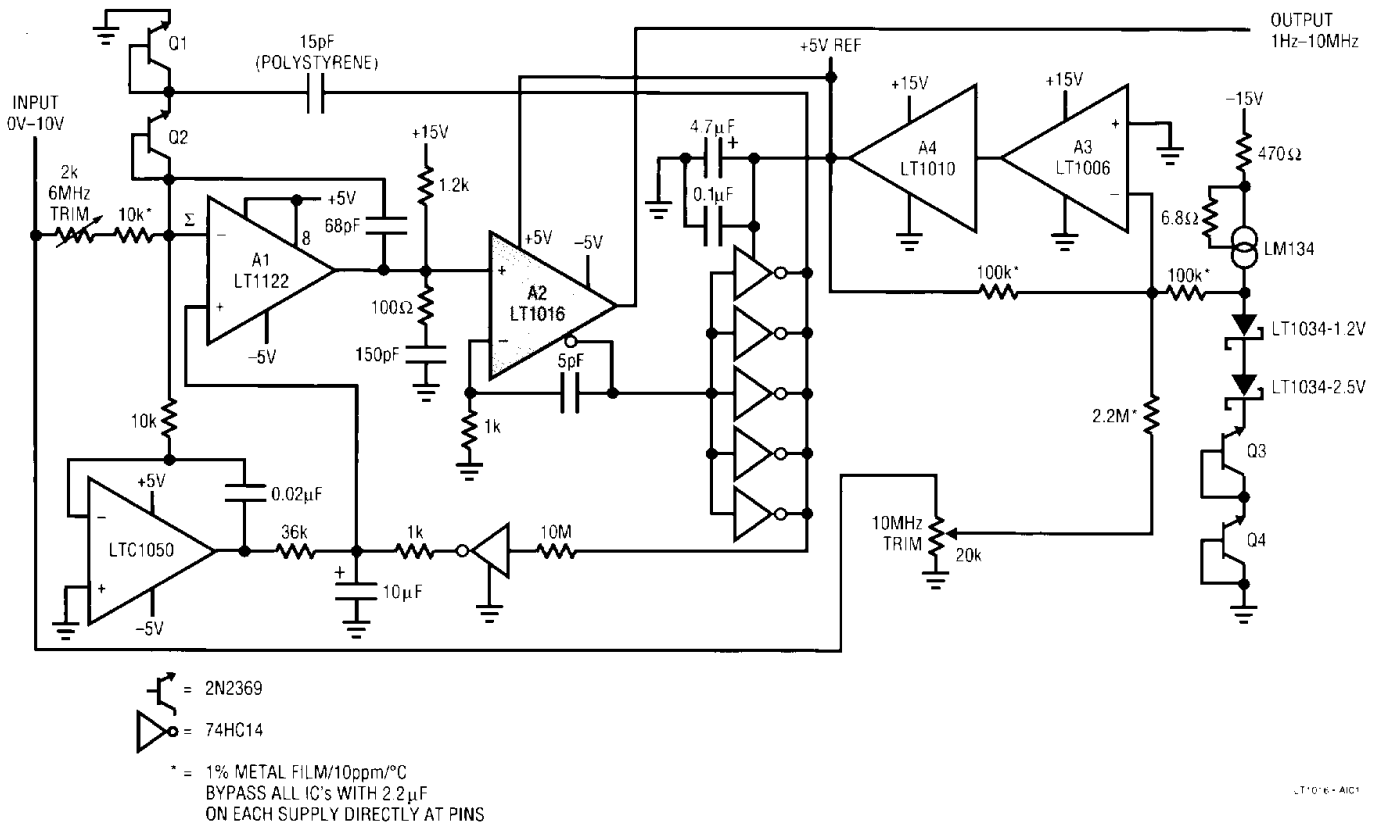 OUTPUT
1Hz–10MHz
Q1
15pF
(POLYSTYRENE)
+5V REF
INPUT
0V–10V
+15V
+15V
–15V
Q2
+15V
4.7µF
+
A4
LT1010
A3
LT1006
+
–
470Ω
2k
6MHz
TRIM
10k*
Σ
–
+5V
8
68pF
1.2k
0.1µF
6.8Ω
LM134
A1
LT1122
+
–5V
+
+5V
–5V
A2
LT1016
–
100Ω
150pF
5pF
1k
100k*
100k*
LT1034-1.2V
LT1034-2.5V
2.2M*
10k
Q3
+5V
–
LTC1050
+
–5V
0.02µF
36k
1k
10M
10MHz
TRIM
20k
Q4
+
10µF
= 2N2369
= 74HC14
* = 1% METAL FILM/10ppm/°C
BYPASS ALL IC's WITH 2.2µF
ON EACH SUPPLY DIRECTLY AT PINS
LT1016 • AIC1